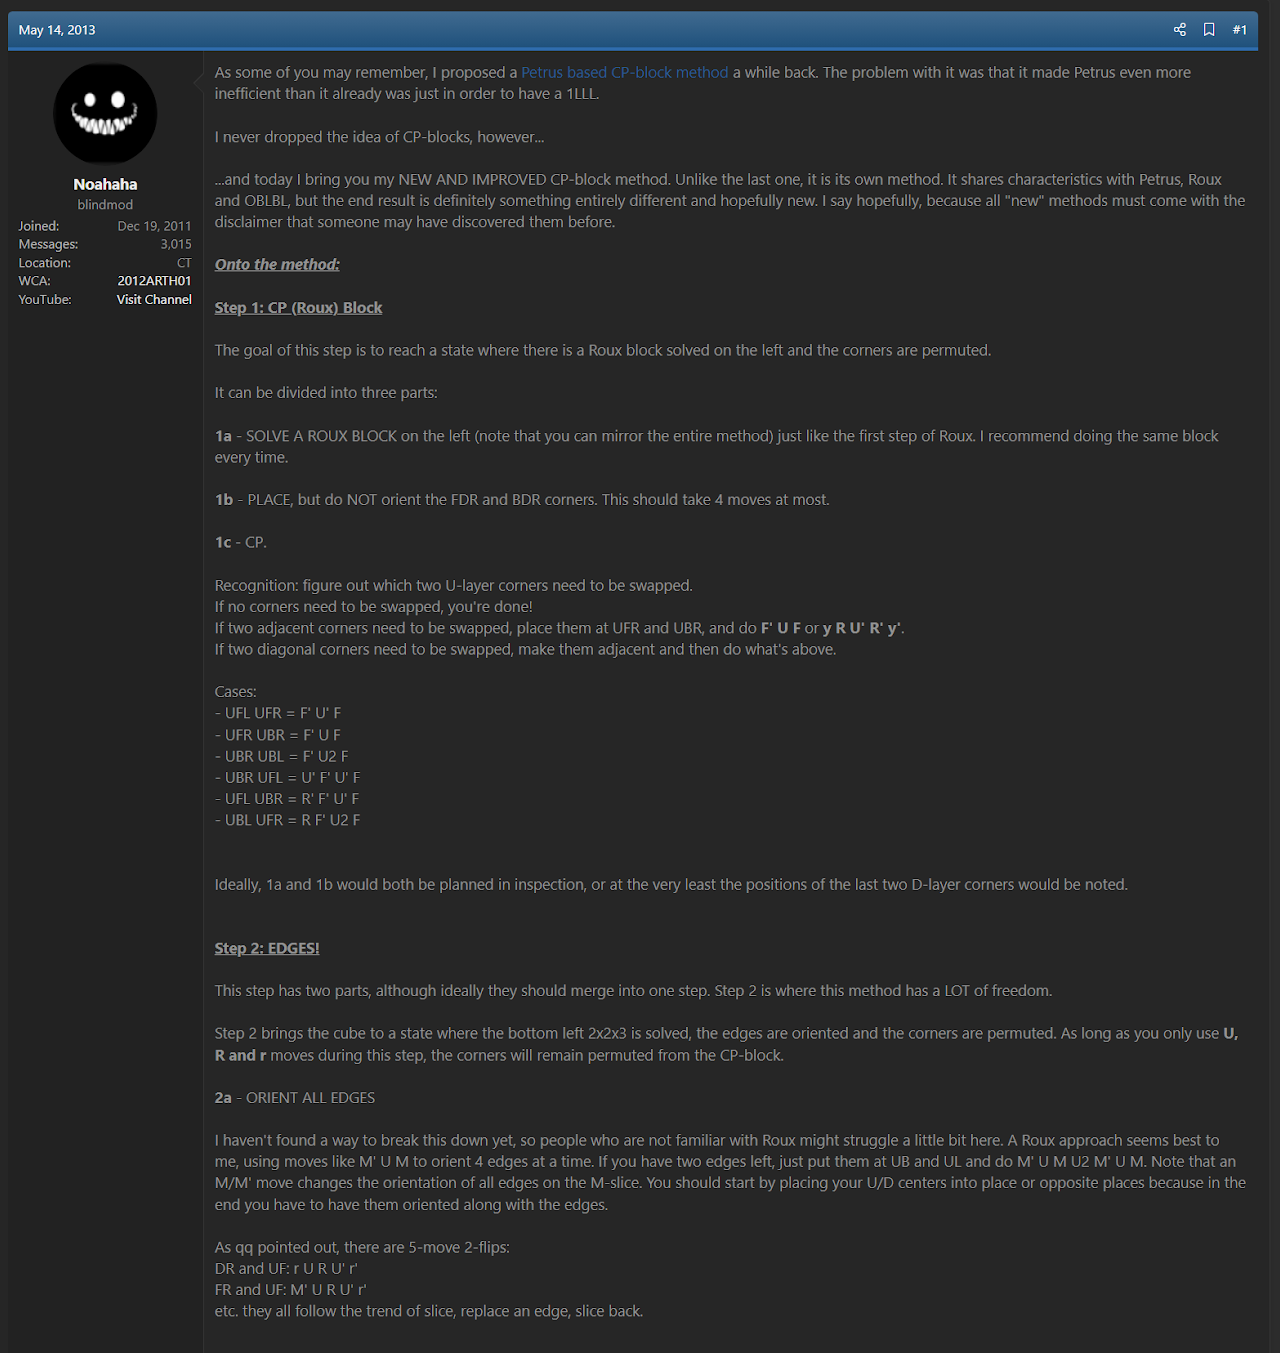 May 14, 2013
#1
Noahaha
blindmod
Joined: Dec 19, 2011
Messages: 3,015
Location: CT
WCA: 2012ARTH01
YouTube: Visit Channel
As some of you may remember, I proposed a Petrus based CP-block method a while back. The problem with it was that it made Petrus even more
inefficient than it already was just in order to have a 1LLL.
I never dropped the idea of CP-blocks, however...
...and today I bring you my NEW AND IMPROVED CP-block method. Unlike the last one, it is its own method. It shares characteristics with Petrus, Roux
and OBLBL, but the end result is definitely something entirely different and hopefully new. I say hopefully, because all "new" methods must come with the
disclaimer that someone may have discovered them before.
Onto the method:
Step 1: CP (Roux) Block
The goal of this step is to reach a state where there is a Roux block solved on the left and the corners are permuted.
It can be divided into three parts:
1a - SOLVE A ROUX BLOCK on the left (note that you can mirror the entire method) just like the first step of Roux. I recommend doing the same block
every time.
1b - PLACE, but do NOT orient the FDR and BDR corners. This should take 4 moves at most.
1c - CP.
Recognition: figure out which two U-layer corners need to be swapped.
If no corners need to be swapped, you're done!
If two adjacent corners need to be swapped, place them at UFR and UBR, and do F' U F or y R U' R' y'.
If two diagonal corners need to be swapped, make them adjacent and then do what's above.
Cases:
- UFL UFR = F' U' F
- UFR UBR = F' U F
- UBR UBL = F' U2 F
- UBR UFL = U' F' U' F
- UFL UBR = R' F' U' F
- UBL UFR = R F' U2 F
Ideally, 1a and 1b would both be planned in inspection, or at the very least the positions of the last two D-layer corners would be noted.
Step 2: EDGES!
This step has two parts, although ideally they should merge into one step. Step 2 is where this method has a LOT of freedom.
Step 2 brings the cube to a state where the bottom left 2x2x3 is solved, the edges are oriented and the corners are permuted. As long as you only use U,
R and r moves during this step, the corners will remain permuted from the CP-block.
2a - ORIENT ALL EDGES
I haven't found a way to break this down yet, so people who are not familiar with Roux might struggle a little bit here. A Roux approach seems best to
me, using moves like M' U M to orient 4 edges at a time. If you have two edges left, just put them at UB and UL and do M' U M U2 M' U M. Note that an
M/M' move changes the orientation of all edges on the M-slice. You should start by placing your U/D centers into place or opposite places because in the
end you have to have them oriented along with the edges.
As qq pointed out, there are 5-move 2-flips:
DR and UF: r U R U' r'
FR and UF: M' U R U' r'
etc. they all follow the trend of slice, replace an edge, slice back.